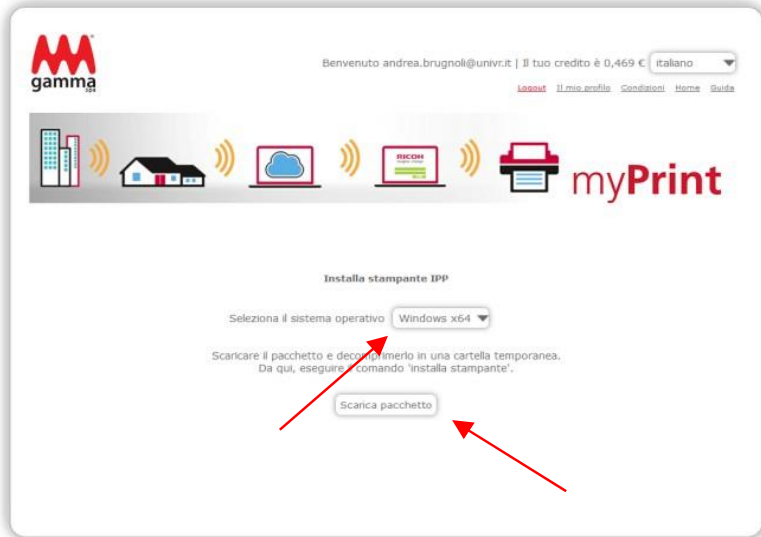 gamma
spa
Benvenuto andrea.brugnoli@univr.it | Il tuo credito è 0,469 € italiano
Logout Il mio profilo Condizioni Home Guida
RICOH
myPrint
Installa stampante IPP
Seleziona il sistema operativo Windows x64
Scaricare il pacchetto e decomprimerlo in una cartella temporanea.
Da qui, eseguire il comando 'installa stampante'.
Scarica pacchetto